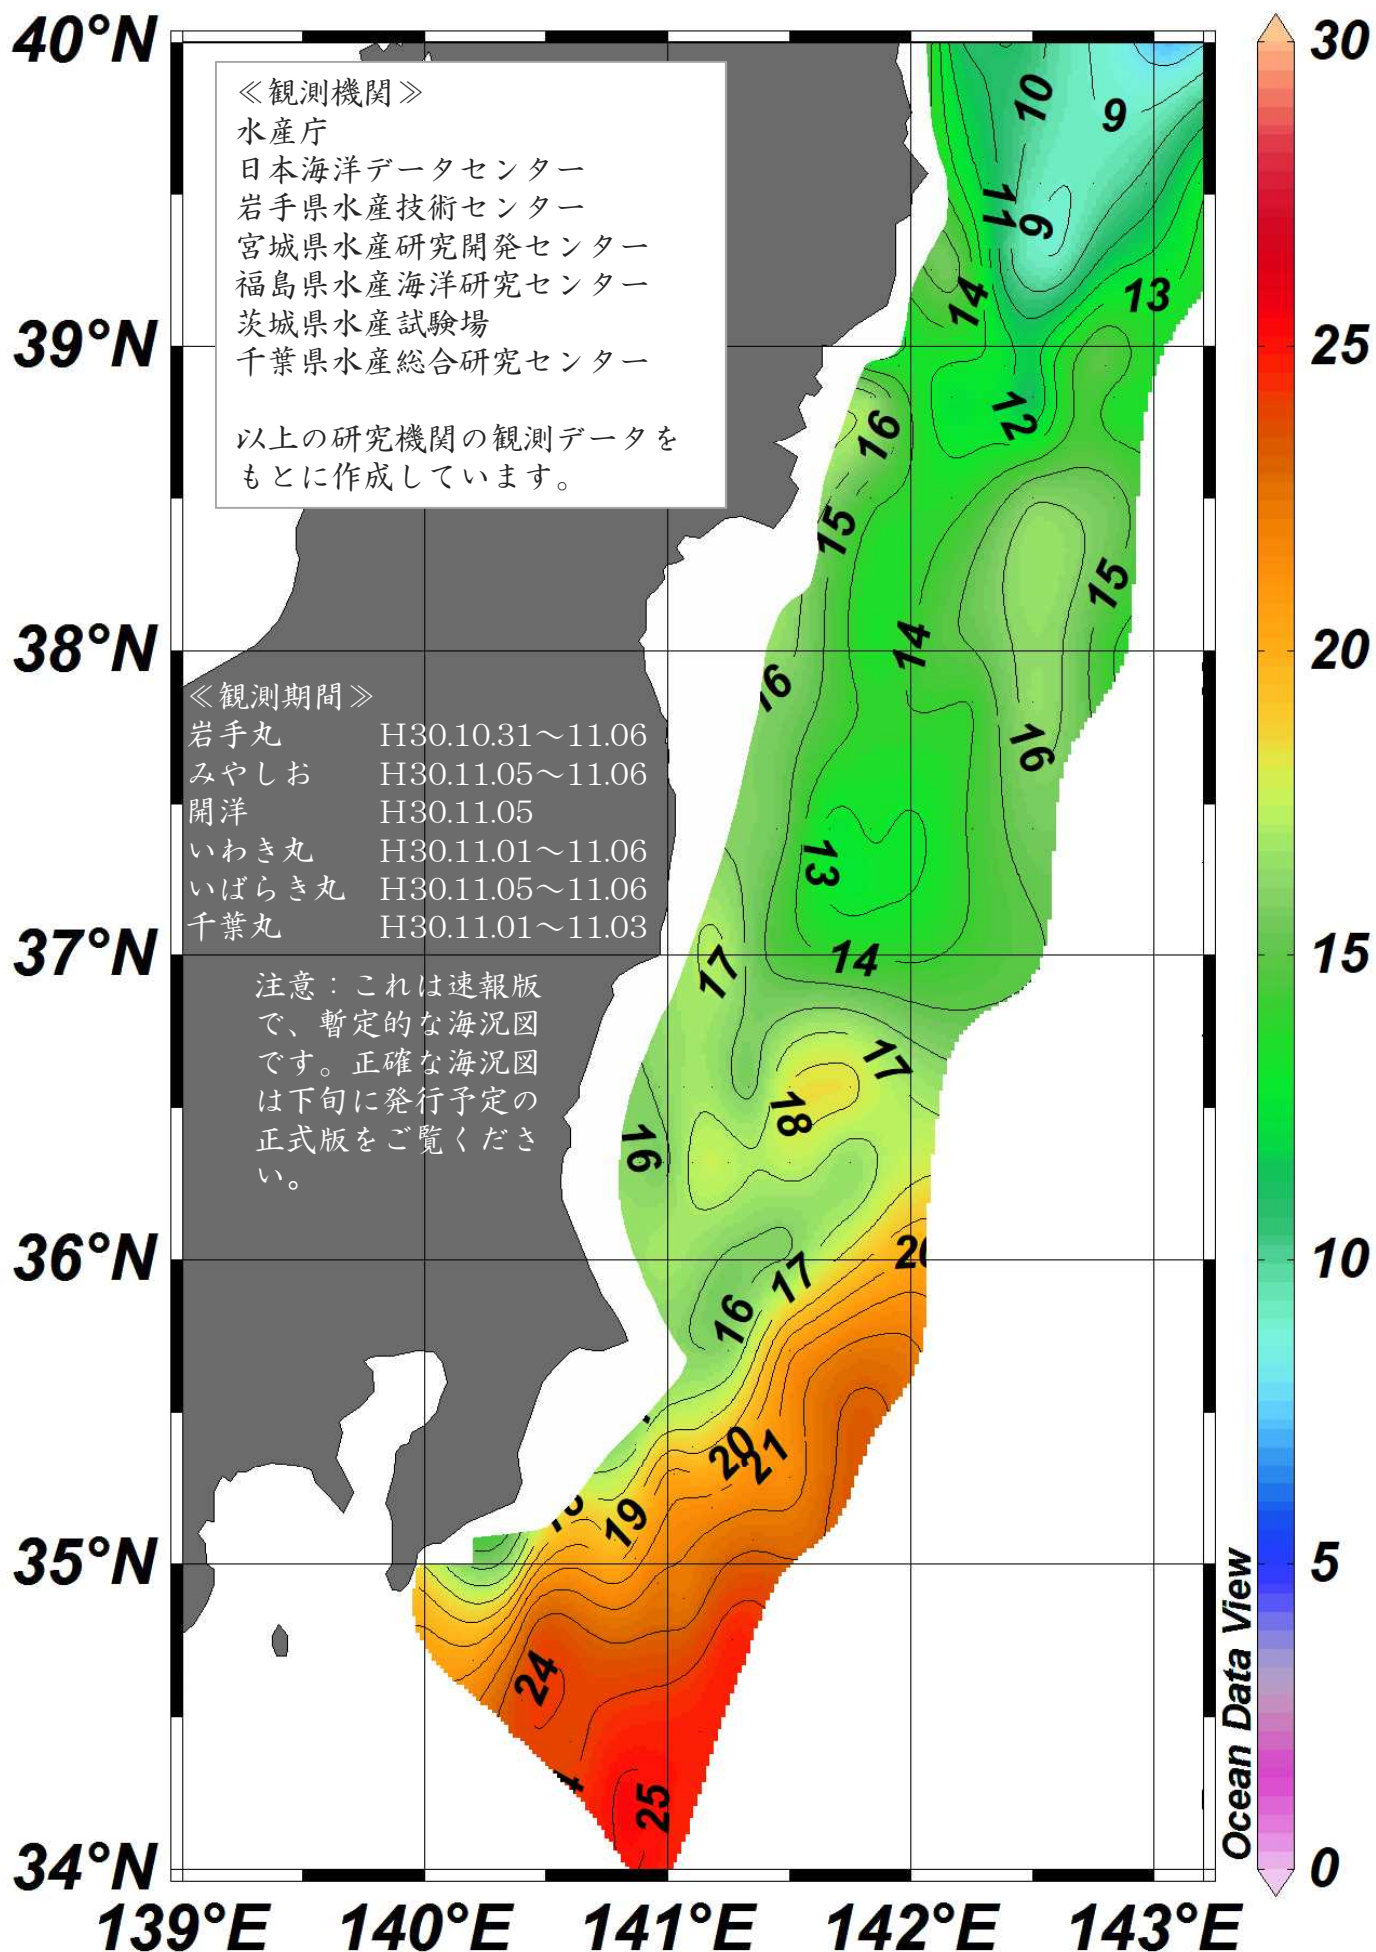 40°N
≪観測機関≫
水産庁
日本海洋データセンター
岩手県水産技術センター
宮城県水産研究開発センター
福島県水産海洋研究センター
茨城県水産試験場
千葉県水産総合研究センター
以上の研究機関の観測データを
もとに作成しています。
10
9
11
9
14
13
39°N
12
16
15
15
38°N
14
16
16
≪観測期間≫
岩手丸 H30.10.31～11.06
みやしお H30.11.05～11.06
開洋 H30.11.05
いわき丸 H30.11.01～11.06
いばらき丸 H30.11.05～11.06
千葉丸 H30.11.01～11.03
13
37°N
14
17
注意：これは速報版
で、暫定的な海況図
です。正確な海況図
は下旬に発行予定の
正式版をご覧くださ
い。
17
18
16
36°N
20
17
16
20
21
18
19
35°N
24
25
34°N
139°E
140°E
141°E
142°E
143°E
30
25
20
15
10
5
0
Ocean Data View